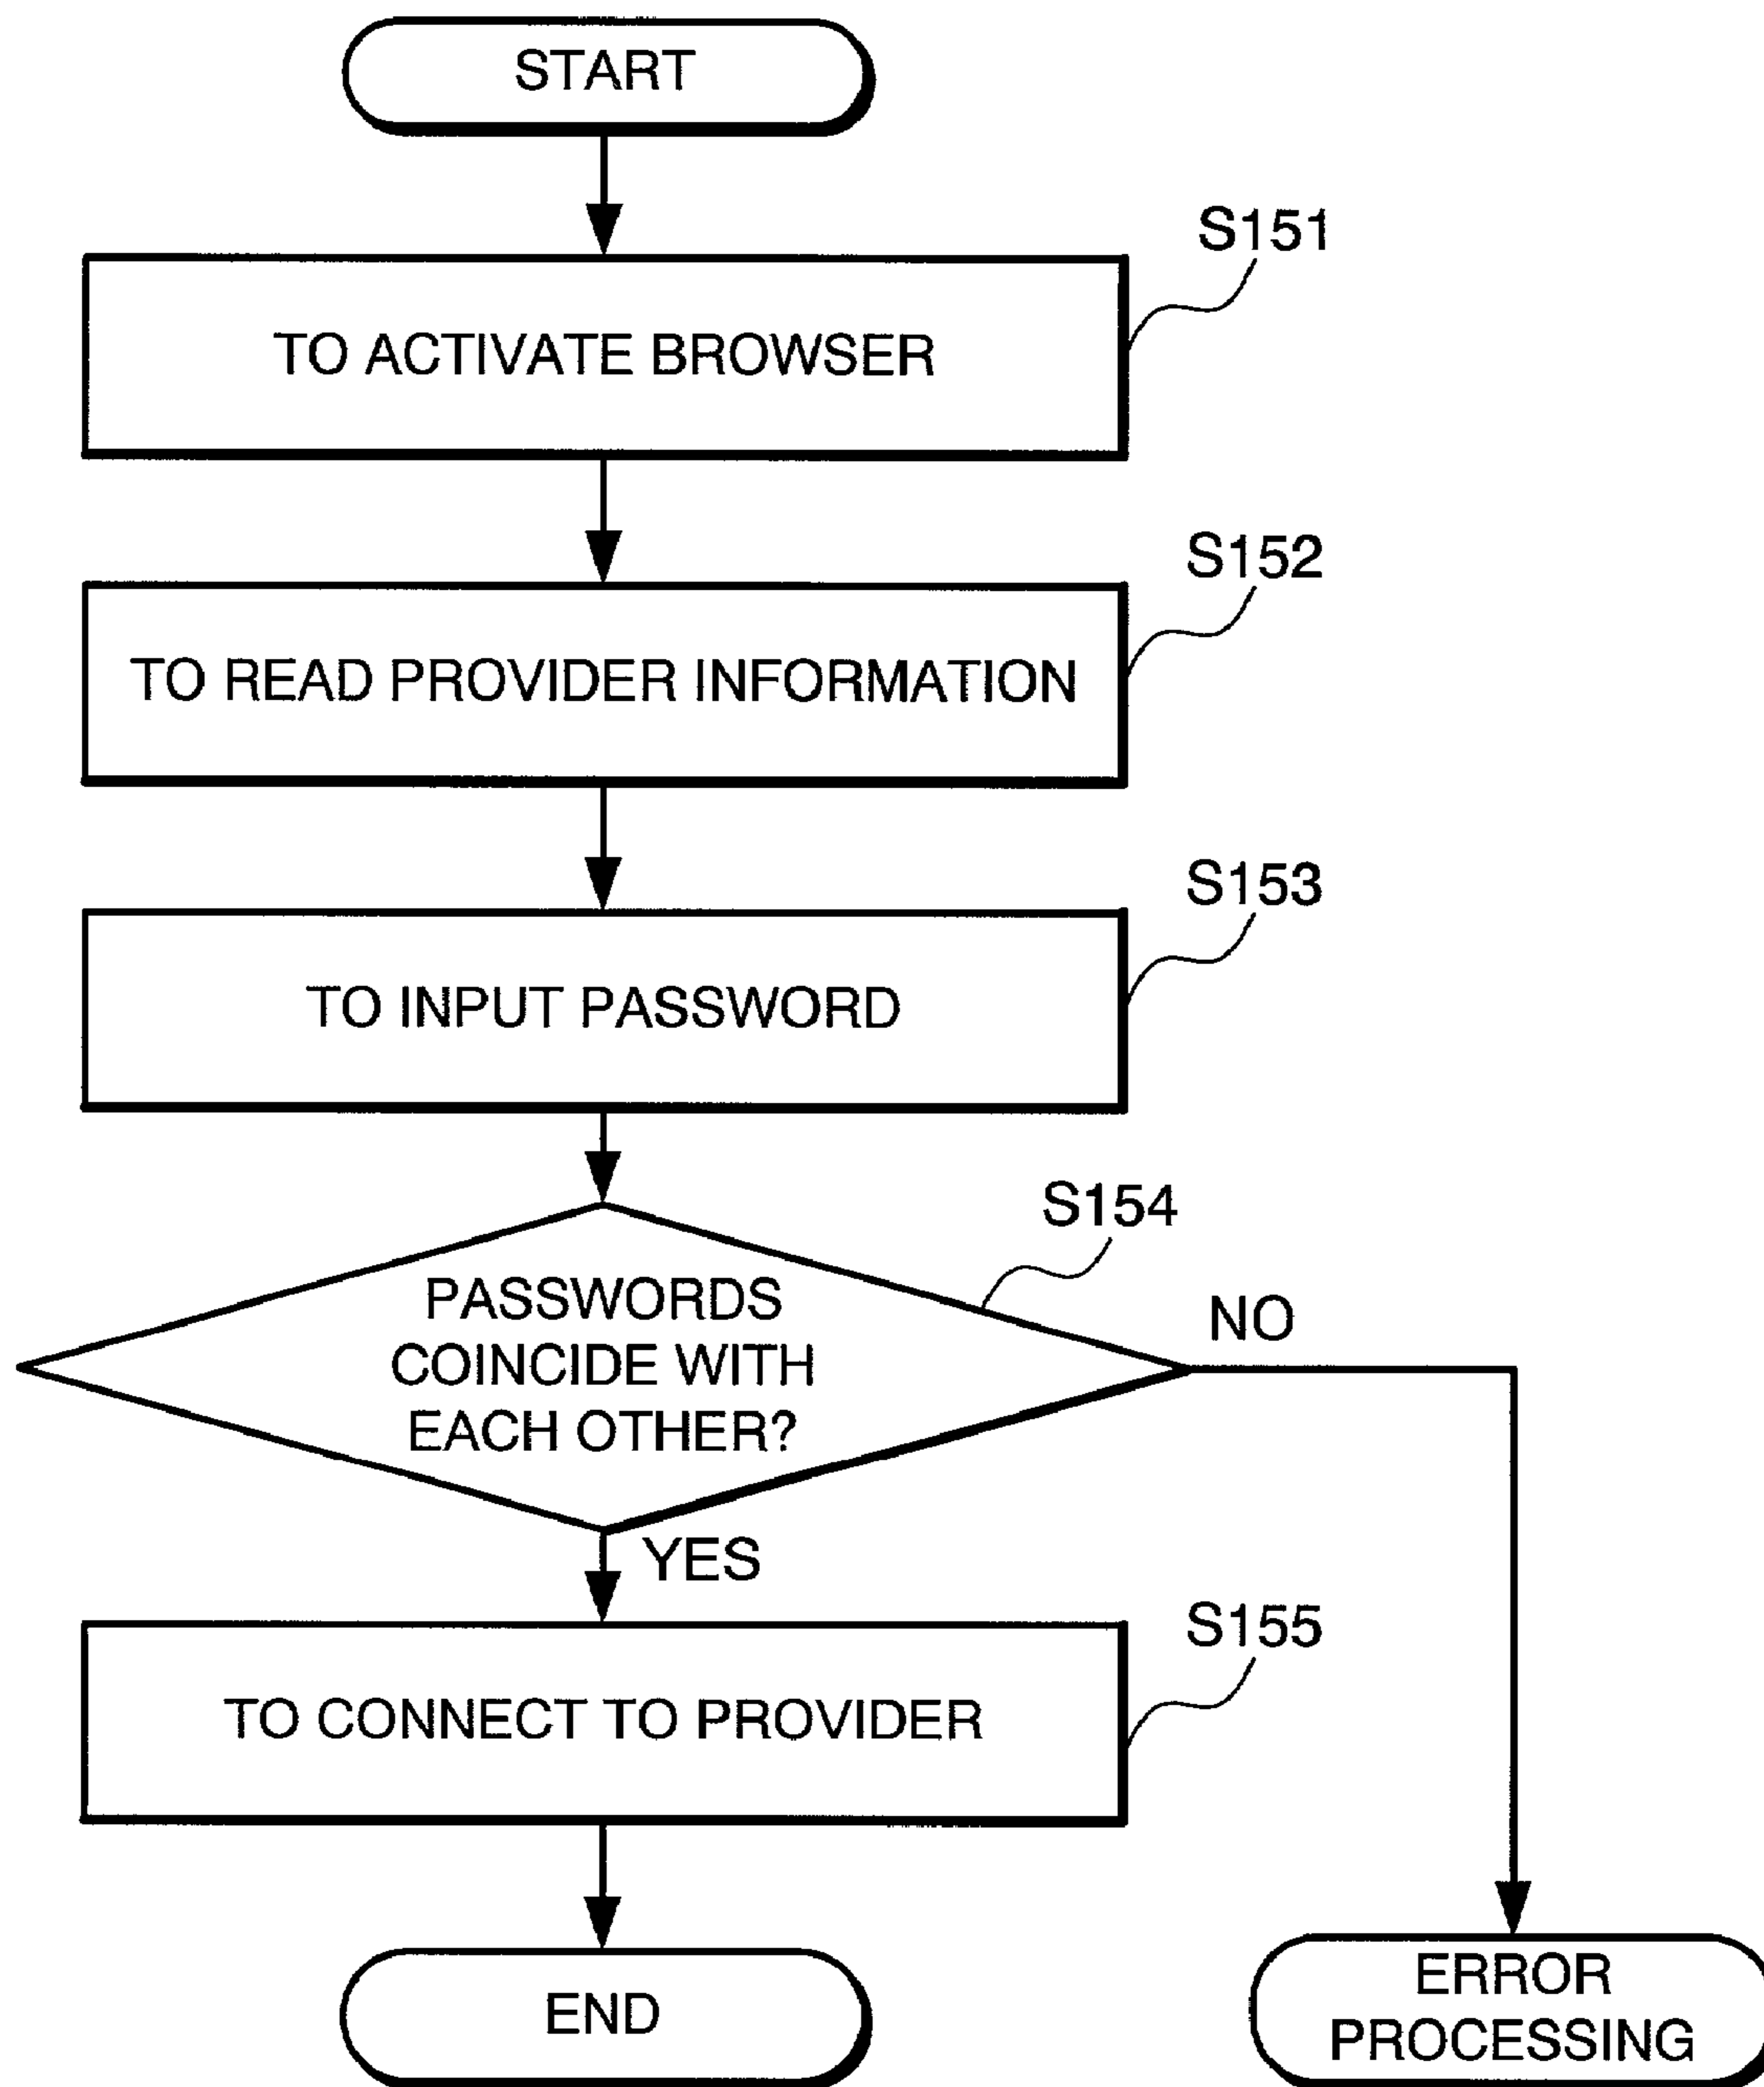 START
S151
TO ACTIVATE BROWSER
S152
TO READ PROVIDER INFORMATION
S153
TO INPUT PASSWORD
S154
PASSWORDS
COINCIDE WITH
EACH OTHER?
NO
YES
S155
TO CONNECT TO PROVIDER
END
ERROR
PROCESSING